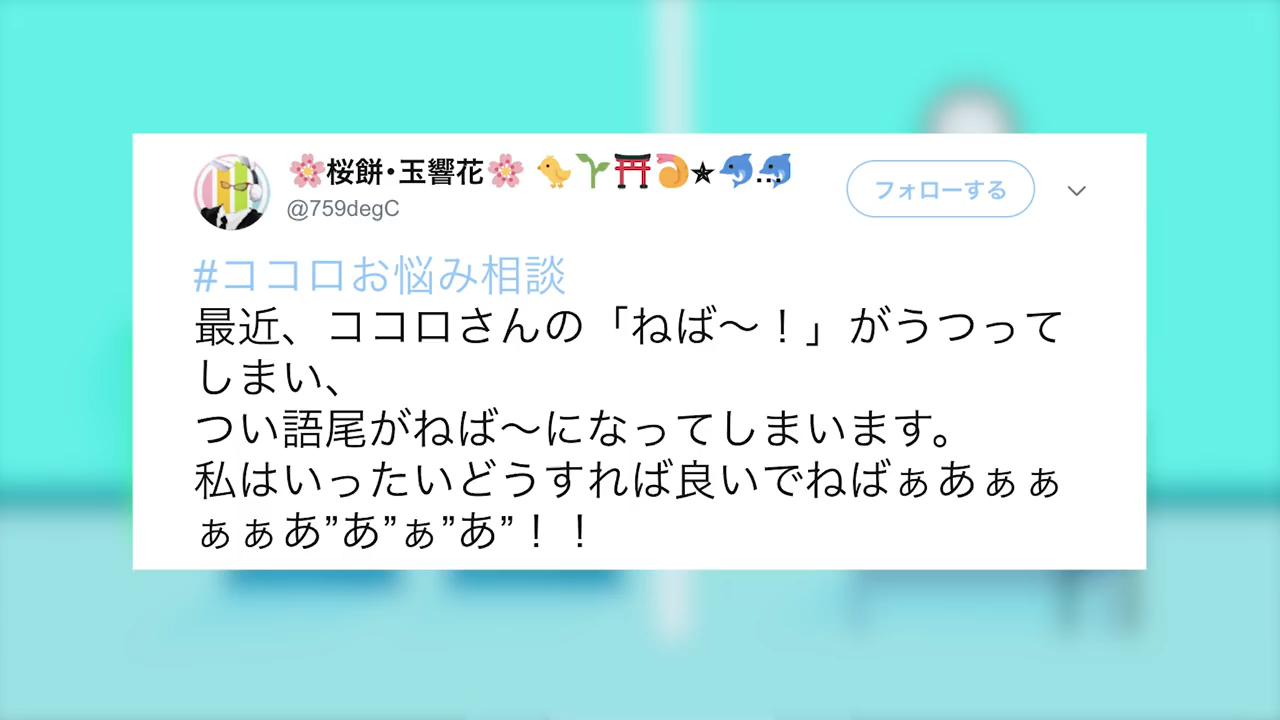 🌸桜餅・玉響花🌸 🐤🌱⛩🍤★🐬...🐬
@759degC
フォローする
#ココロお悩み相談
最近、ココロさんの「ねば〜！」がうつって
しまい、
つい語尾がねば〜になってしまいます。
私はいったいどうすれば良いでねばぁあぁぁ
ぁぁあ”あ”ぁ”あ”！！